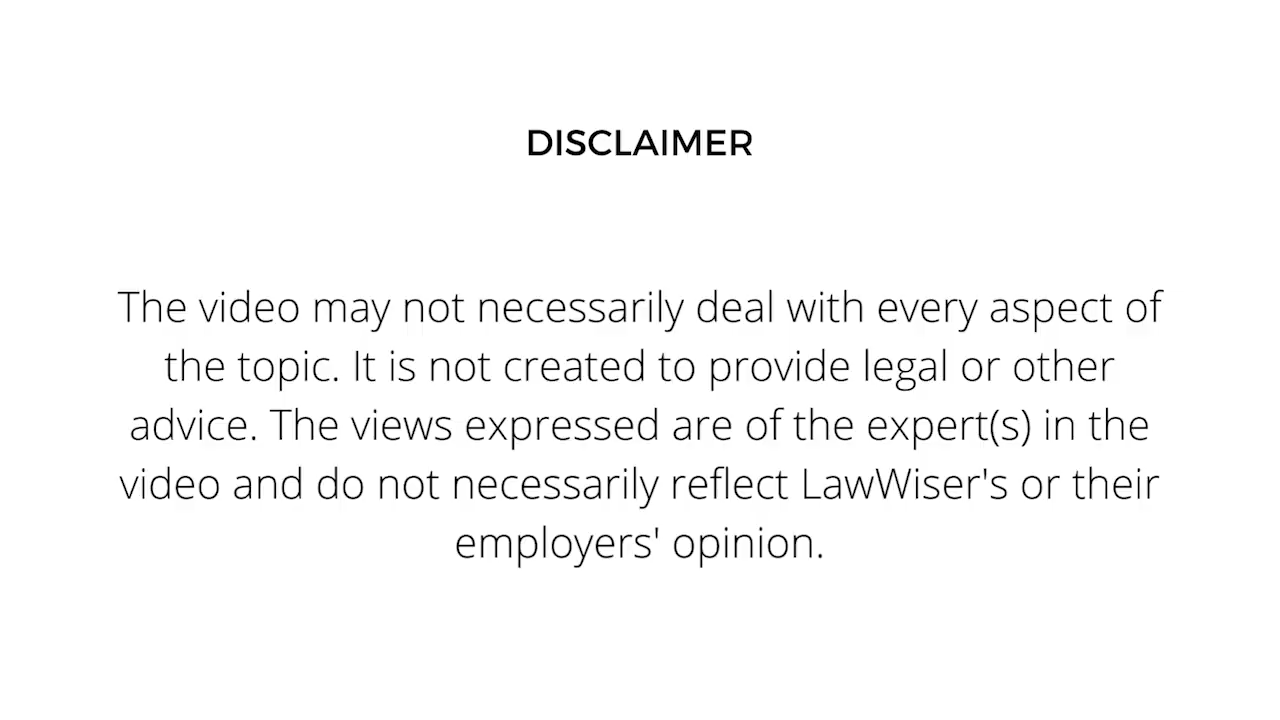 DISCLAIMER
The video may not necessarily deal with every aspect of
the topic. It is not created to provide legal or other
advice. The views expressed are of the expert(s) in the
video and do not necessarily reflect LawWiser's or their
employers' opinion.